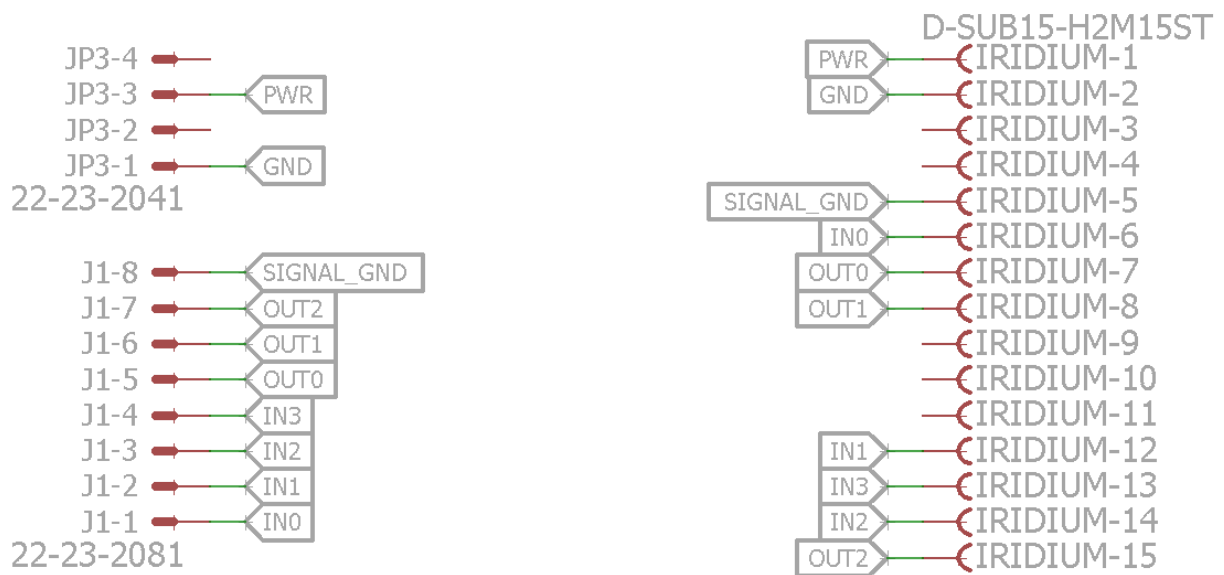 JP3-4
JP3-3 PWR
JP3-2
JP3-1 GND
22-23-2041
J1-8 SIGNAL_GND
J1-7 OUT2
J1-6 OUT1
J1-5 OUT0
J1-4 IN3
J1-3 IN2
J1-2 IN1
J1-1 IN0
22-23-2081
D-SUB15-H2M15ST
PWR IRIDIUM-1
GND IRIDIUM-2
IRIDIUM-3
IRIDIUM-4
SIGNAL_GND IRIDIUM-5
IN0 IRIDIUM-6
OUT0 IRIDIUM-7
OUT1 IRIDIUM-8
IRIDIUM-9
IRIDIUM-10
IRIDIUM-11
IN1 IRIDIUM-12
IN3 IRIDIUM-13
IN2 IRIDIUM-14
OUT2 IRIDIUM-15